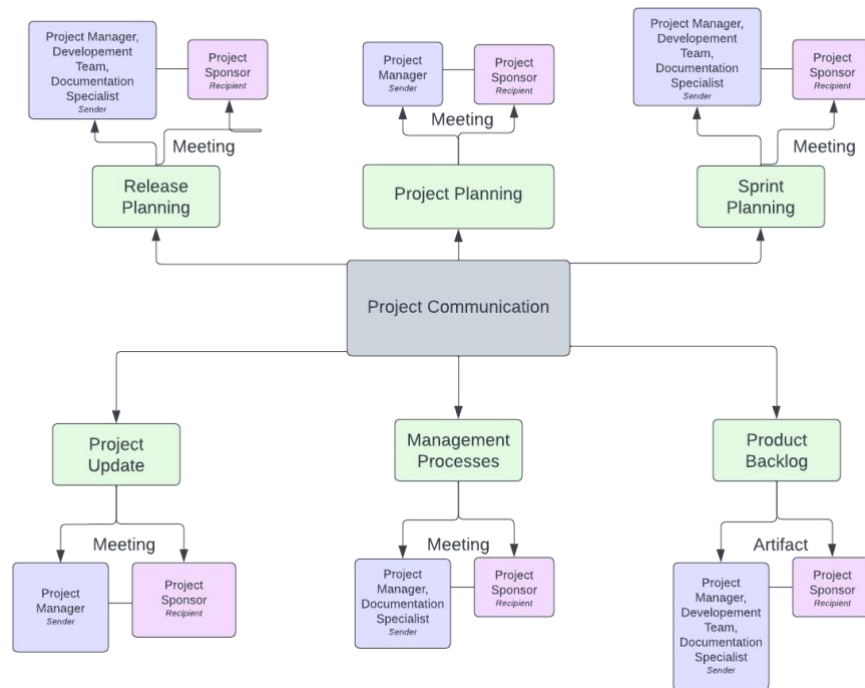 Project Manager,
Developement
Team,
Documentation
Specialist
Sender
Project
Sponsor
Recipient
Meeting
Release
Planning
Project
Manager
Sender
Project
Sponsor
Recipient
Meeting
Project Planning
Project Manager,
Developement
Team,
Documentation
Specialist
Sender
Project
Sponsor
Recipient
Meeting
Sprint
Planning
Project Communication
Project
Update
Meeting
Project
Manager
Sender
Project
Sponsor
Recipient
Management
Processes
Meeting
Project
Manager,
Documentation
Specialist
Sender
Project
Sponsor
Recipient
Product
Backlog
Artifact
Project
Manager,
Developement
Team,
Documentation
Specialist
Sender
Project
Sponsor
Recipient